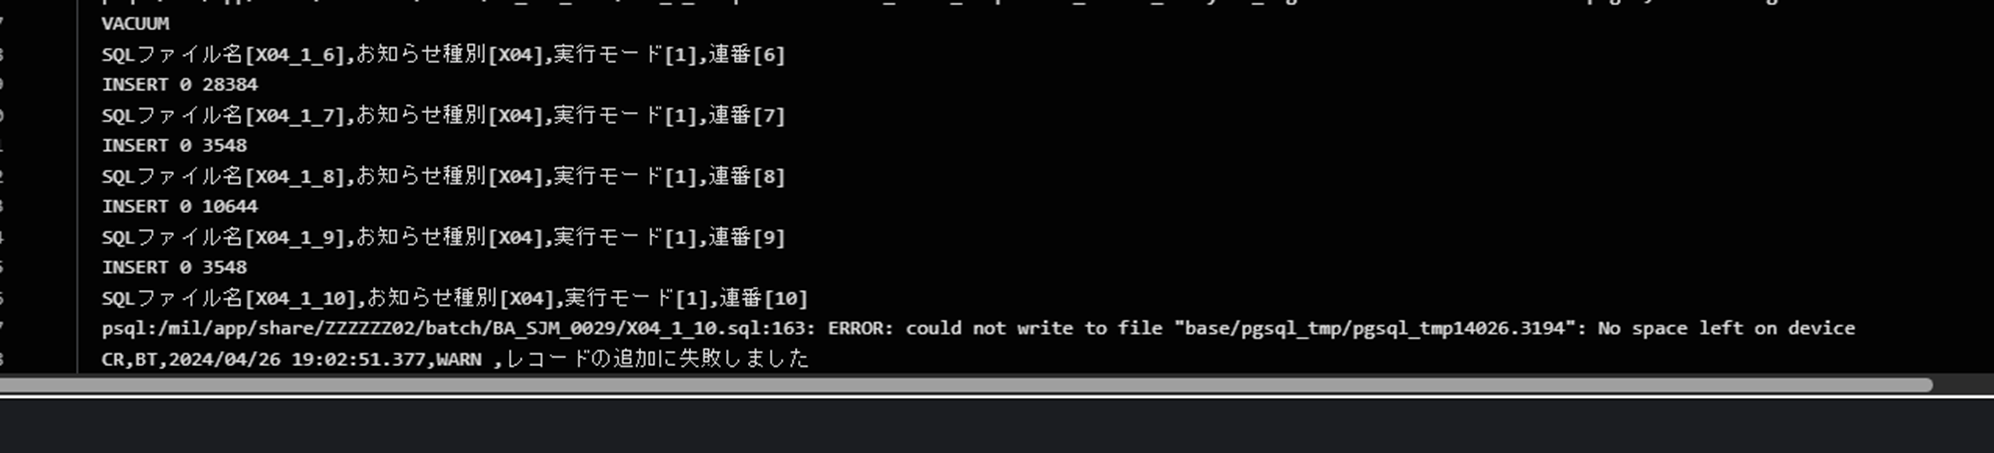 VACUUM
SQLファイル名[X04_1_6],お知らせ種別[X04],実行モード[1],連番[6]
INSERT 0 28384
SQLファイル名[X04_1_7],お知らせ種別[X04],実行モード[1],連番[7]
INSERT 0 3548
SQLファイル名[X04_1_8],お知らせ種別[X04],実行モード[1],連番[8]
INSERT 0 10644
SQLファイル名[X04_1_9],お知らせ種別[X04],実行モード[1],連番[9]
INSERT 0 3548
SQLファイル名[X04_1_10],お知らせ種別[X04],実行モード[1],連番[10]
psql:/mil/app/share/ZZZZZZ02/batch/BA_SJM_0029/X04_1_10.sql:163: ERROR: could not write to file "base/pgsql_tmp/pgsql_tmp14026.3194": No space left on device
CR,BT,2024/04/26 19:02:51.377,WARN ,レコードの追加に失敗しました